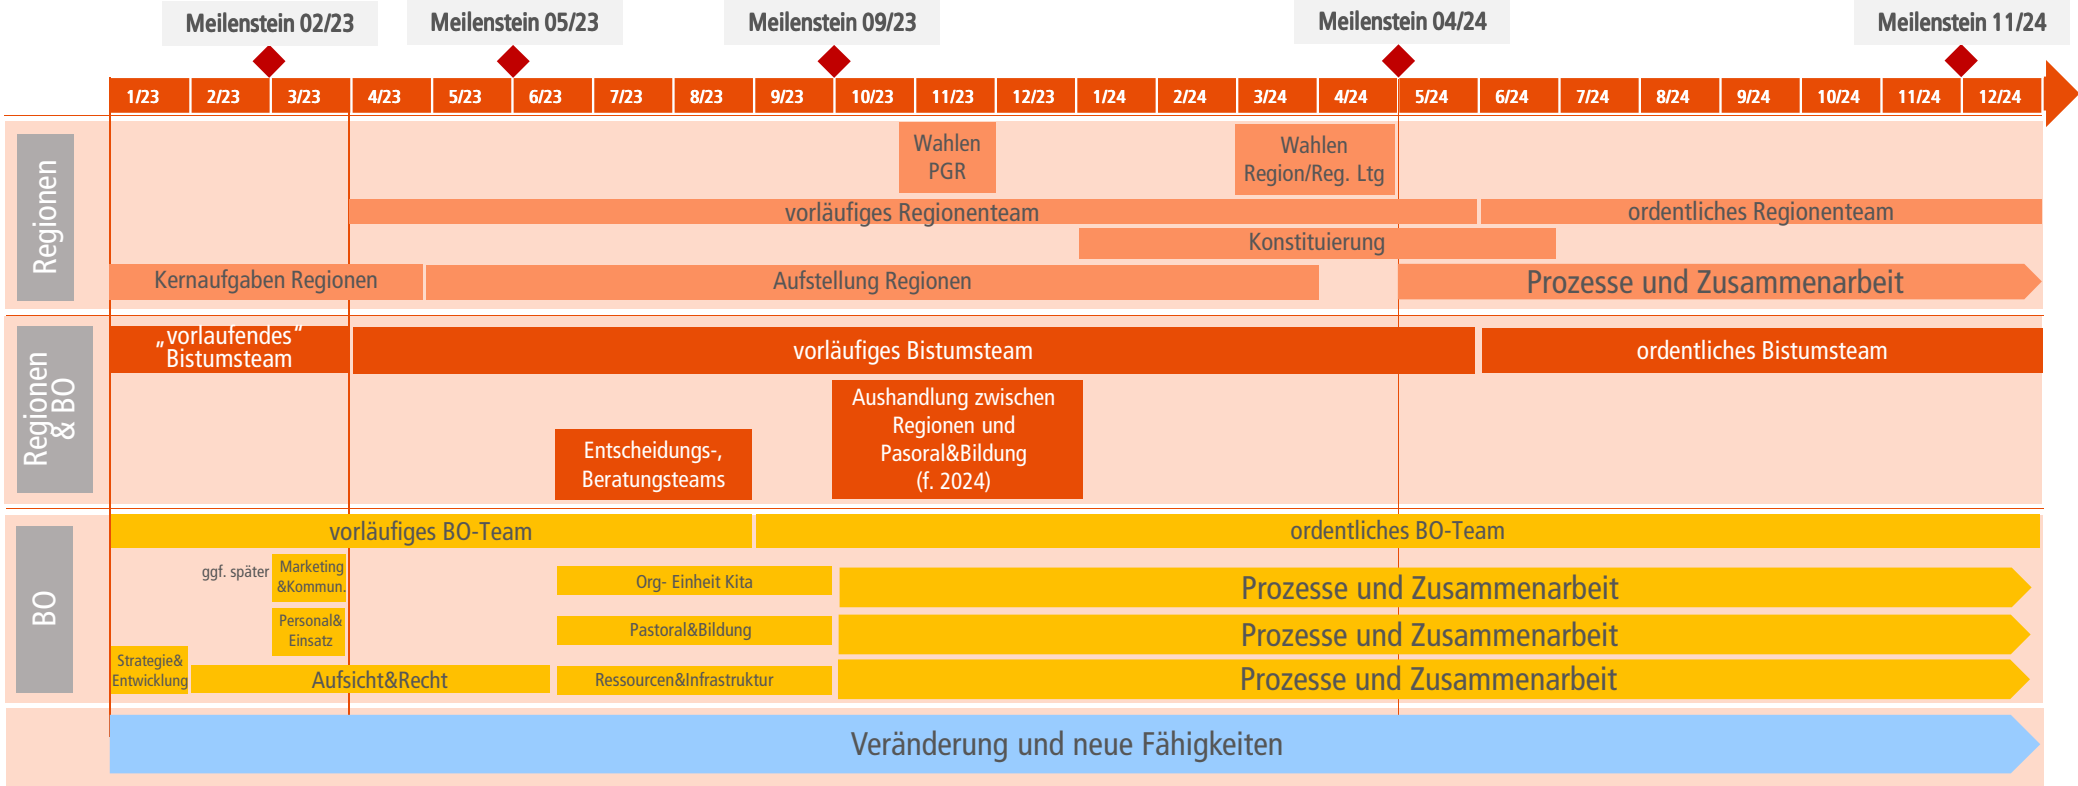 Meilenstein 02/23
Meilenstein 05/23
Meilenstein 09/23
Meilenstein 04/24
Meilenstein 11/24
1/23
2/23
3/23
4/23
5/23
6/23
7/23
8/23
9/23
10/23
11/23
12/23
1/24
2/24
3/24
4/24
5/24
6/24
7/24
8/24
9/24
10/24
11/24
12/24
Regionen
Wahlen
PGR
Wahlen
Region/Reg. Ltg
vorläufiges Regionenteam
ordentliches Regionenteam
Konstituierung
Kernaufgaben Regionen
Aufstellung Regionen
Prozesse und Zusammenarbeit
Regionen
& BO
„vorlaufendes“
Bistumsteam
vorläufiges Bistumsteam
ordentliches Bistumsteam
Entscheidungs-,
Beratungsteams
Aushandlung zwischen
Regionen und
Pasoral&Bildung
(f. 2024)
BO
vorläufiges BO-Team
ordentliches BO-Team
ggf. später
Marketing
&Kommun.
Org- Einheit Kita
Prozesse und Zusammenarbeit
Personal&
Einsatz
Pastoral&Bildung
Prozesse und Zusammenarbeit
Strategie&
Entwicklung
Aufsicht&Recht
Ressourcen&Infrastruktur
Prozesse und Zusammenarbeit
Veränderung und neue Fähigkeiten